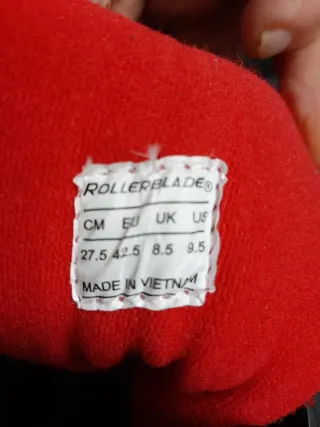 ROLLERBLADE®
CM EU UK US
27.5 42.5 8.5 9.5
MADE IN VIETNAM